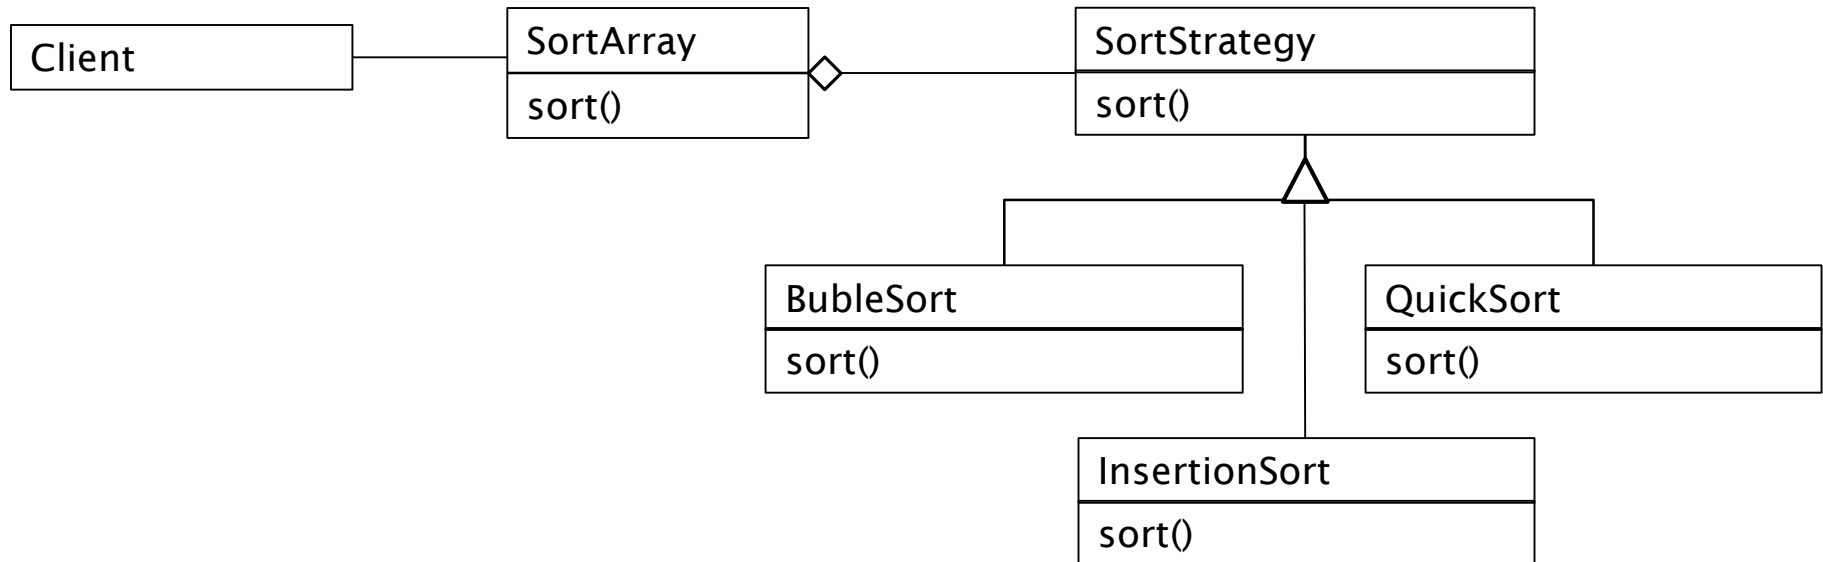 Client
SortArray
sort()
SortStrategy
sort()
BubleSort
sort()
QuickSort
sort()
InsertionSort
sort()